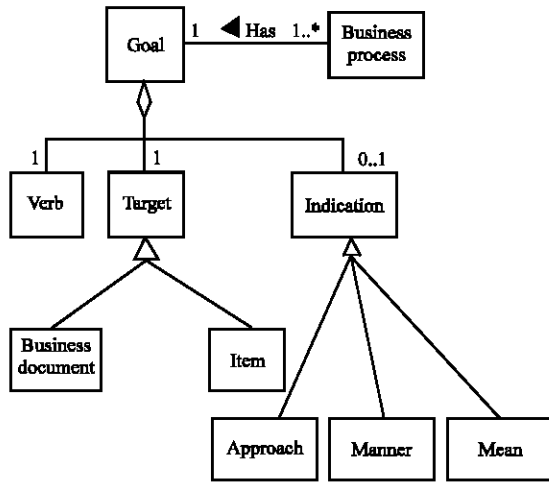 Goal
1
Has
1..*
Business
process
1
1
0..1
Verb
Target
Indication
Business
document
Item
Approach
Manner
Mean